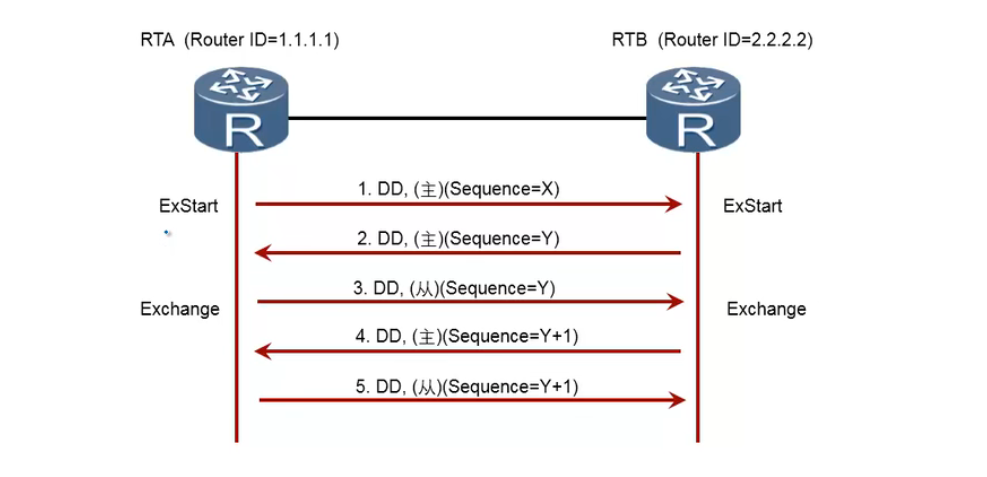 RTA (Router ID=1.1.1.1)
RTB (Router ID=2.2.2.2)
R
R
1. DD, (主)(Sequence=X)
ExStart
ExStart
2. DD, (主)(Sequence=Y)
3. DD, (从)(Sequence=Y)
Exchange
Exchange
4. DD, (主)(Sequence=Y+1)
5. DD, (从)(Sequence=Y+1)